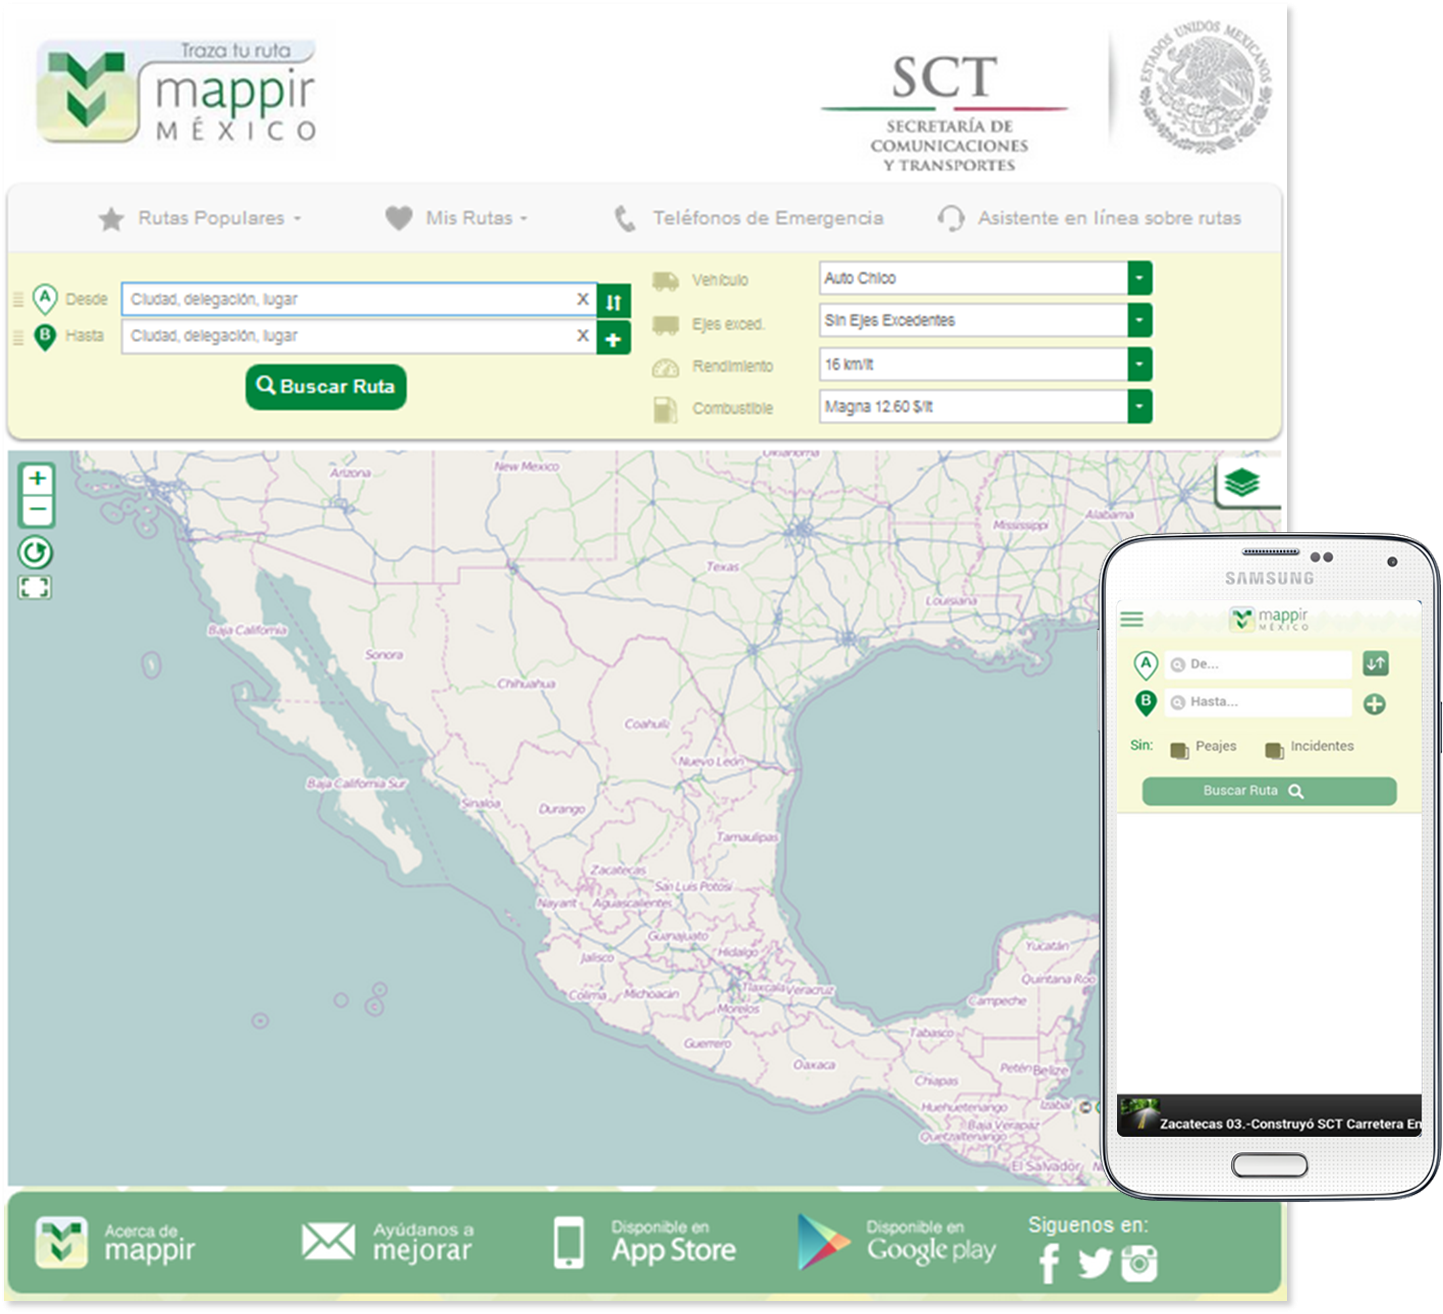 Traza tu ruta
mappir
MÉXICO
SCT
SECRETARÍA DE
COMUNICACIONES
Y TRANSPORTES
ESTADOS UNIDOS MEXICANOS
Rutas Populares
Mis Rutas
Teléfonos de Emergencia
Asistente en línea sobre rutas
A Desde Ciudad, delegación, lugar X
B Hasta Ciudad, delegación, lugar X
Buscar Ruta
Vehículo Auto Chico
Ejes exced. Sin Ejes Excedentes
Rendimiento 16 km/lt
Combustible Magna 12.60 $/lt
+
−
Oklahoma
New Mexico
Arizona
Alabama
Mississippi
Texas
Louisiana
Baja California
Sonora
Chihuahua
Coahuila
Nuevo León
Baja California Sur
Sinaloa
Durango
Tamaulipas
Zacatecas
San Luis Potosí
Nayarit
Aguascalientes
Guanajuato
Hidalgo
Jalisco
Yucatán
Quintana Roo
Tlaxcala
Veracruz
Colima
Michoacán
Campeche
Morelos
Tabasco
Guerrero
Oaxaca
Petén
Belize
Chiapas
Huehuetenango
Izabal
Baja Verapaz
Quetzaltenango
El Salvador
SAMSUNG
mappir
MÉXICO
A De...
B Hasta...
Sin: Peajes Incidentes
Buscar Ruta
Zacatecas 03.-Construyó SCT Carretera En
Acerca de
mappir
Ayúdanos a
mejorar
Disponible en
App Store
Disponible en
Google play
Siguenos en: